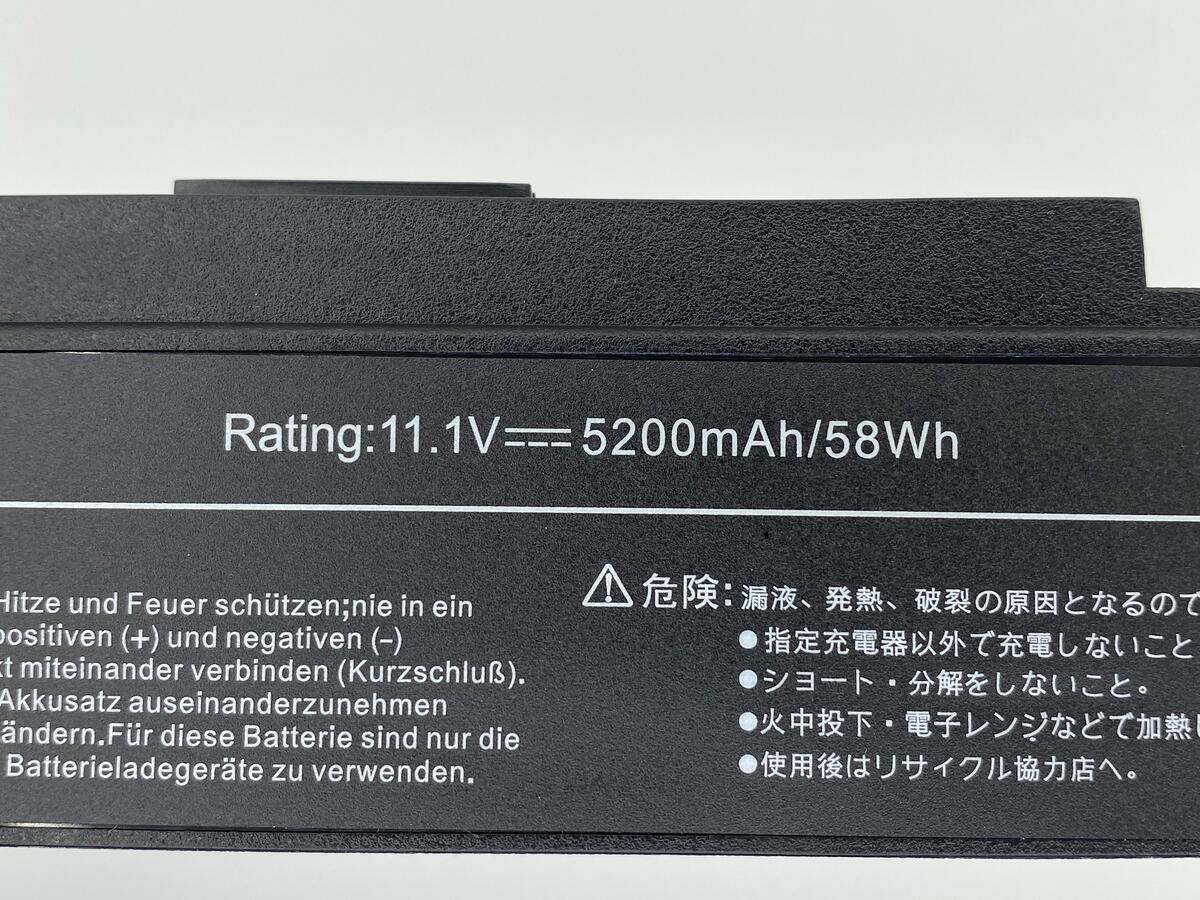 Rating:11.1V⎓5200mAh/58Wh
Hitze und Feuer schützen;nie in ein
positiven (+) und negativen (–)
kt miteinander verbinden (Kurzschluß).
Akkusatz auseinanderzunehmen
ändern.Für diese Batterie sind nur die
Batterieladegeräte zu verwenden.
⚠危険:漏液、発熱、破裂の原因となるので
●指定充電器以外で充電しないこと
●ショート・分解をしないこと。
●火中投下・電子レンジなどで加熱し
●使用後はリサイクル協力店へ。